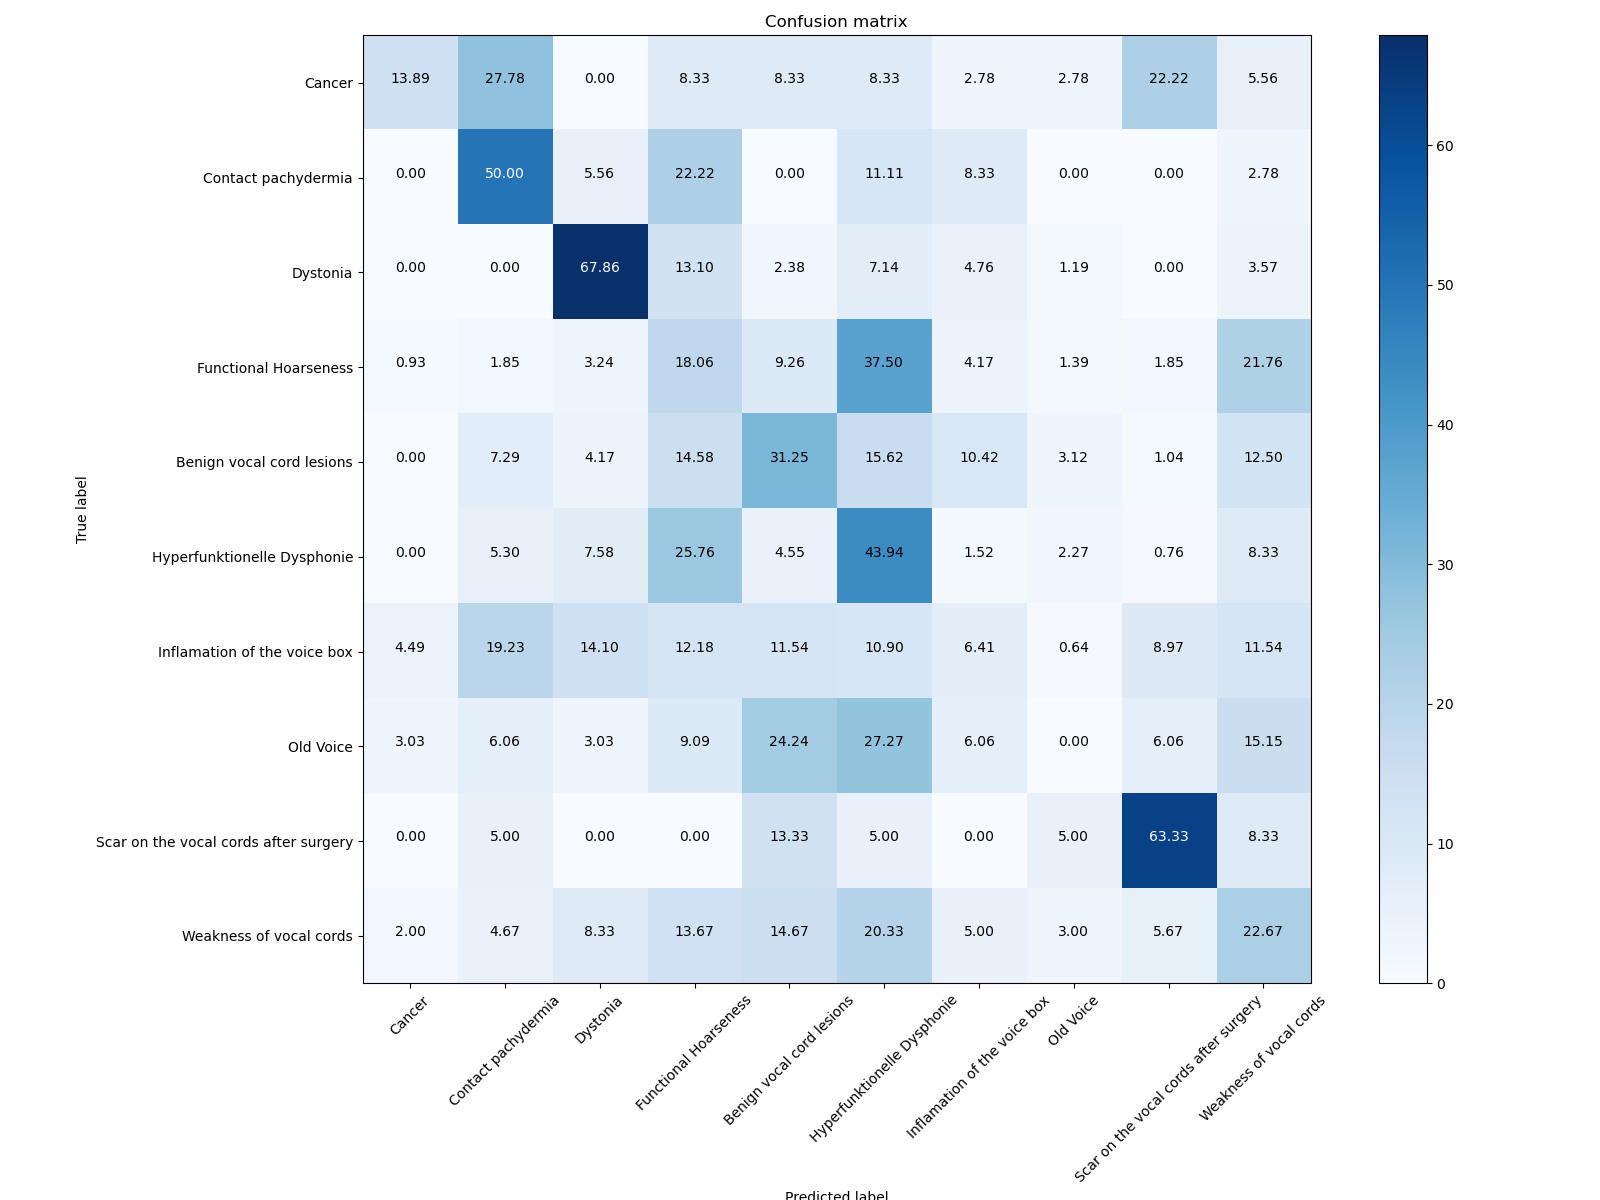 Confusion matrix
True label
Cancer 13.89 27.78 0.00 8.33 8.33 8.33 2.78 2.78 22.22 5.56
Contact pachydermia 0.00 50.00 5.56 22.22 0.00 11.11 8.33 0.00 0.00 2.78
Dystonia 0.00 0.00 67.86 13.10 2.38 7.14 4.76 1.19 0.00 3.57
Functional Hoarseness 0.93 1.85 3.24 18.06 9.26 37.50 4.17 1.39 1.85 21.76
Benign vocal cord lesions 0.00 7.29 4.17 14.58 31.25 15.62 10.42 3.12 1.04 12.50
Hyperfunktionelle Dysphonie 0.00 5.30 7.58 25.76 4.55 43.94 1.52 2.27 0.76 8.33
Inflamation of the voice box 4.49 19.23 14.10 12.18 11.54 10.90 6.41 0.64 8.97 11.54
Old Voice 3.03 6.06 3.03 9.09 24.24 27.27 6.06 0.00 6.06 15.15
Scar on the vocal cords after surgery 0.00 5.00 0.00 0.00 13.33 5.00 0.00 5.00 63.33 8.33
Weakness of vocal cords 2.00 4.67 8.33 13.67 14.67 20.33 5.00 3.00 5.67 22.67
Cancer
Contact pachydermia
Dystonia
Functional Hoarseness
Benign vocal cord lesions
Hyperfunktionelle Dysphonie
Inflamation of the voice box
Old Voice
Scar on the vocal cords after surgery
Weakness of vocal cords
Predicted label
60
50
40
30
20
10
0